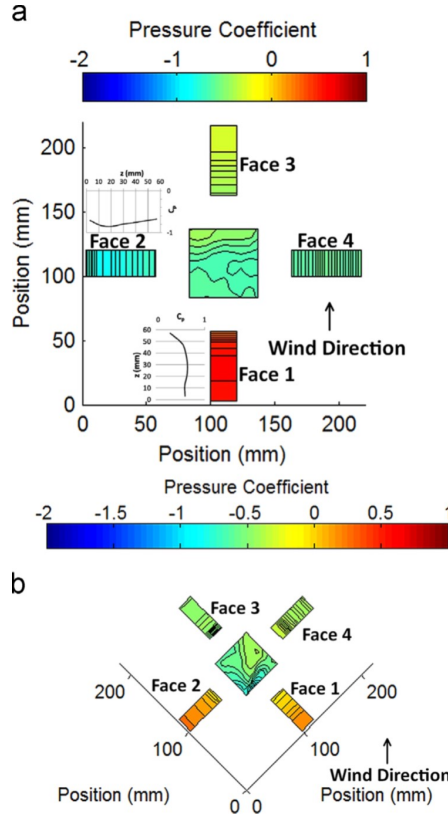 a
Pressure Coefficient
-2 -1 0 1
200
150
100
50
0
Position (mm)
z (mm)
0 10 20 30 40 50 60
0
-1
Cp
Face 3
Face 2
Face 4
Cp
0 1
60
50
40
30
20
10
0
z (mm)
Face 1
Wind Direction
0 50 100 150 200
Position (mm)
Pressure Coefficient
-2 -1.5 -1 -0.5 0 0.5 1
b
Face 3
Face 4
Face 2
Face 1
200
200
100
100
Wind Direction
Position (mm)
0 0
Position (mm)